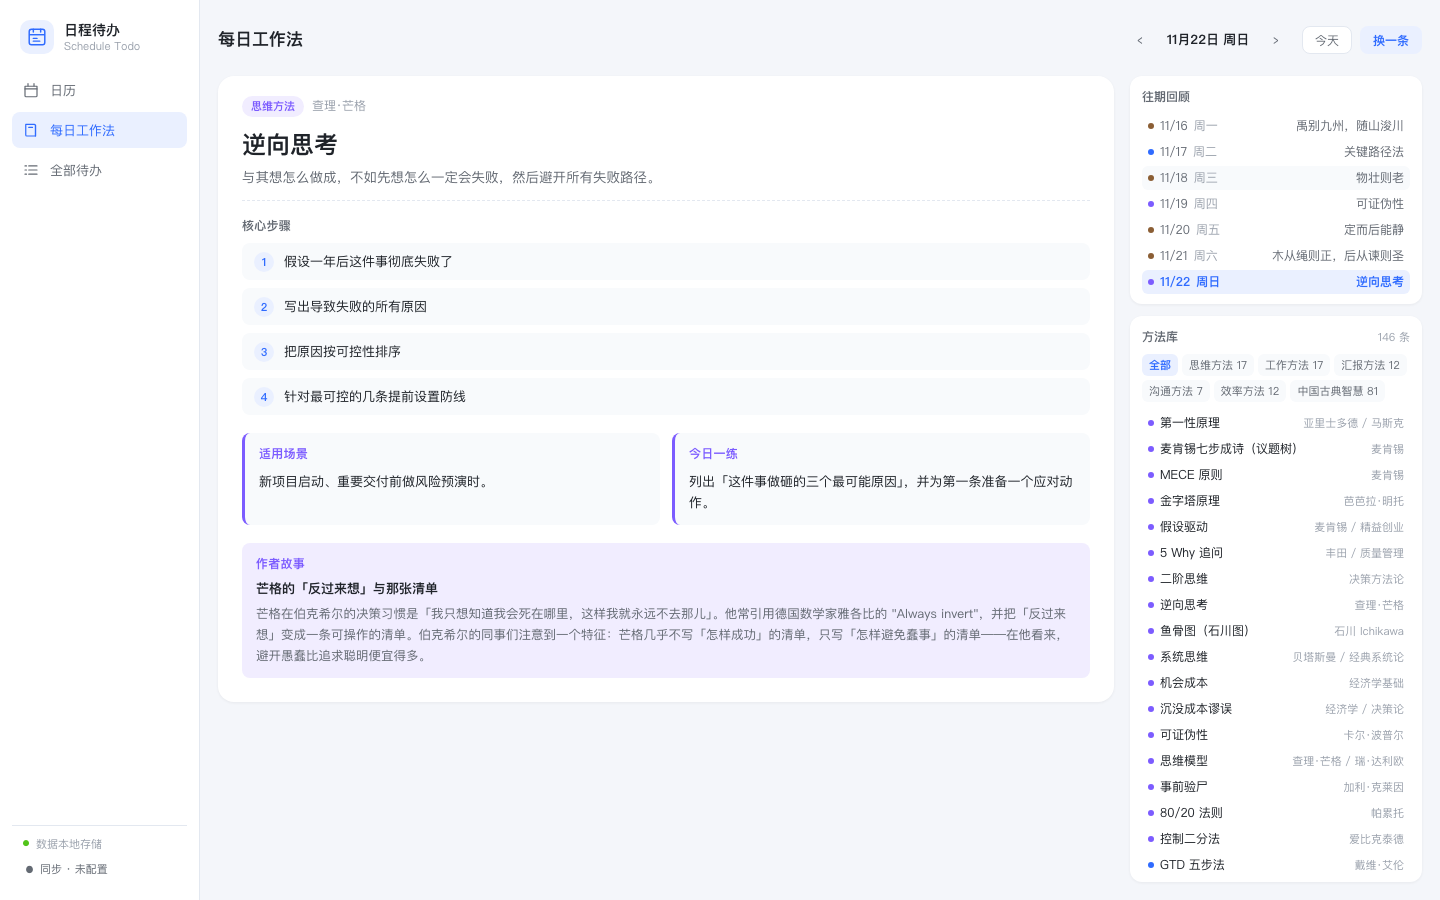 日程待办
Schedule Todo
日历
每日工作法
全部待办
数据本地存储
同步 · 未配置
每日工作法
‹ 11月22日 周日 › 今天 换一条
思维方法 查理·芒格
逆向思考
与其想怎么做成，不如先想怎么一定会失败，然后避开所有失败路径。
核心步骤
1 假设一年后这件事彻底失败了
2 写出导致失败的所有原因
3 把原因按可控性排序
4 针对最可控的几条提前设置防线
适用场景
新项目启动、重要交付前做风险预演时。
今日一练
列出「这件事做砸的三个最可能原因」，并为第一条准备一个应对动
作。
作者故事
芒格的「反过来想」与那张清单
芒格在伯克希尔的决策习惯是「我只想知道我会死在哪里，这样我就永远不去那儿」。他常引用德国数学家雅各比的 "Always invert"，并把「反过来
想」变成一条可操作的清单。伯克希尔的同事们注意到一个特征：芒格几乎不写「怎样成功」的清单，只写「怎样避免蠢事」的清单——在他看来，
避开愚蠢比追求聪明便宜得多。
往期回顾
11/16 周一 禹别九州，随山浚川
11/17 周二 关键路径法
11/18 周三 物壮则老
11/19 周四 可证伪性
11/20 周五 定而后能静
11/21 周六 木从绳则正，后从谏则圣
11/22 周日 逆向思考
方法库 146 条
全部 思维方法 17 工作方法 17 汇报方法 12
沟通方法 7 效率方法 12 中国古典智慧 81
第一性原理 亚里士多德 / 马斯克
麦肯锡七步成诗（议题树） 麦肯锡
MECE 原则 麦肯锡
金字塔原理 芭芭拉·明托
假设驱动 麦肯锡 / 精益创业
5 Why 追问 丰田 / 质量管理
二阶思维 决策方法论
逆向思考 查理·芒格
鱼骨图（石川图） 石川 Ichikawa
系统思维 贝塔斯曼 / 经典系统论
机会成本 经济学基础
沉没成本谬误 经济学 / 决策论
可证伪性 卡尔·波普尔
思维模型 查理·芒格 / 瑞·达利欧
事前验尸 加利·克莱因
80/20 法则 帕累托
控制二分法 爱比克泰德
GTD 五步法 戴维·艾伦